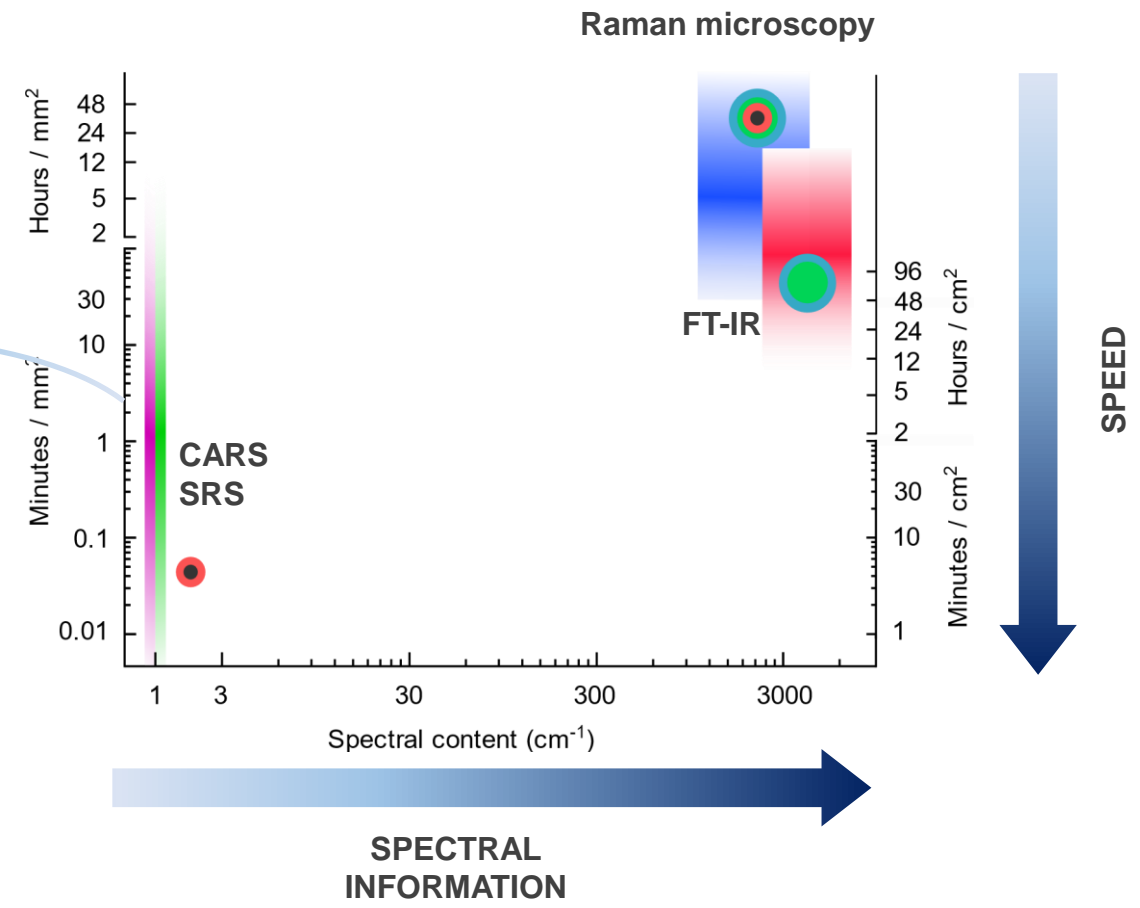 Raman microscopy
Hours / mm²
48
24
12
5
2
30
10
1
0.1
0.01
Minutes / mm²
FT-IR
CARS
SRS
96
48
24
12
5
2
30
10
1
Hours / cm²
Minutes / cm²
SPEED
1 3 30 300 3000
Spectral content (cm⁻¹)
SPECTRAL
INFORMATION